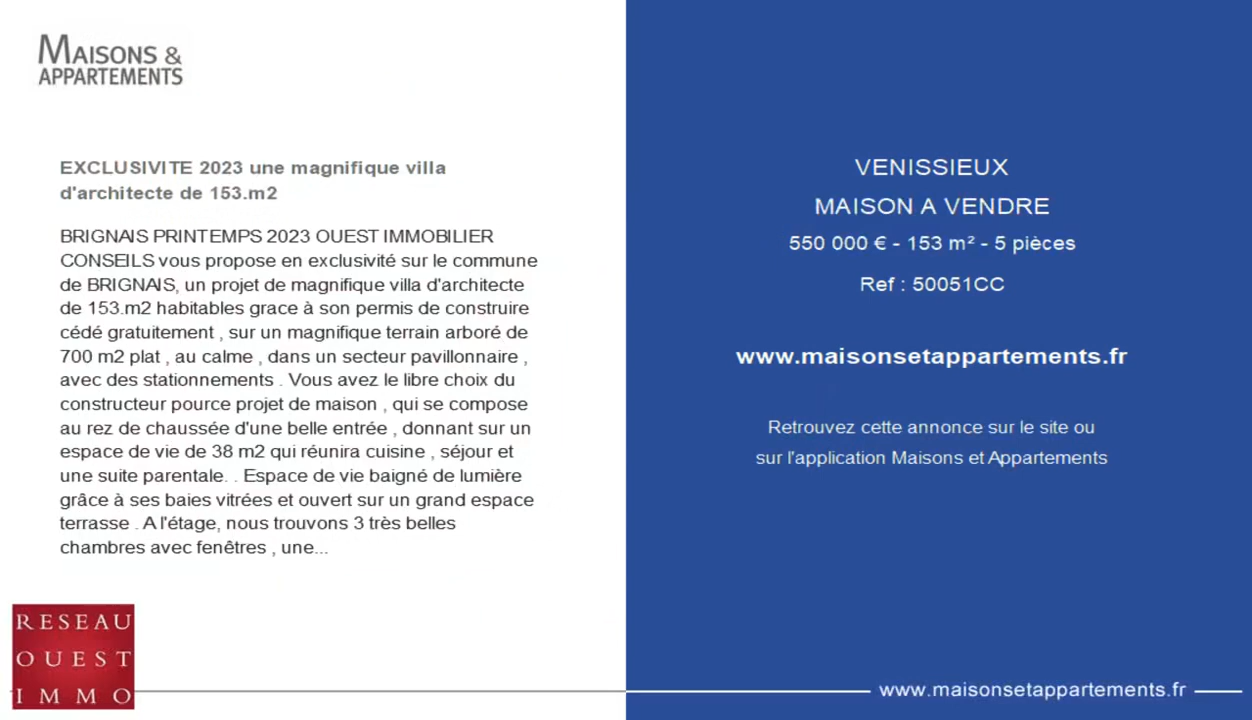 MAISONS &
APPARTEMENTS
EXCLUSIVITE 2023 une magnifique villa
d'architecte de 153.m2
BRIGNAIS PRINTEMPS 2023 OUEST IMMOBILIER
CONSEILS vous propose en exclusivité sur le commune
de BRIGNAIS, un projet de magnifique villa d'architecte
de 153.m2 habitables grace à son permis de construire
cédé gratuitement , sur un magnifique terrain arboré de
700 m2 plat , au calme , dans un secteur pavillonnaire ,
avec des stationnements . Vous avez le libre choix du
constructeur pource projet de maison , qui se compose
au rez de chaussée d'une belle entrée , donnant sur un
espace de vie de 38 m2 qui réunira cuisine , séjour et
une suite parentale. . Espace de vie baigné de lumière
grâce à ses baies vitrées et ouvert sur un grand espace
terrasse . A l'étage, nous trouvons 3 très belles
chambres avec fenêtres , une...
RESEAU
OUEST
IMMO
VENISSIEUX
MAISON A VENDRE
550 000 € - 153 m² - 5 pièces
Ref : 50051CC
www.maisonsetappartements.fr
Retrouvez cette annonce sur le site ou
sur l'application Maisons et Appartements
www.maisonsetappartements.fr